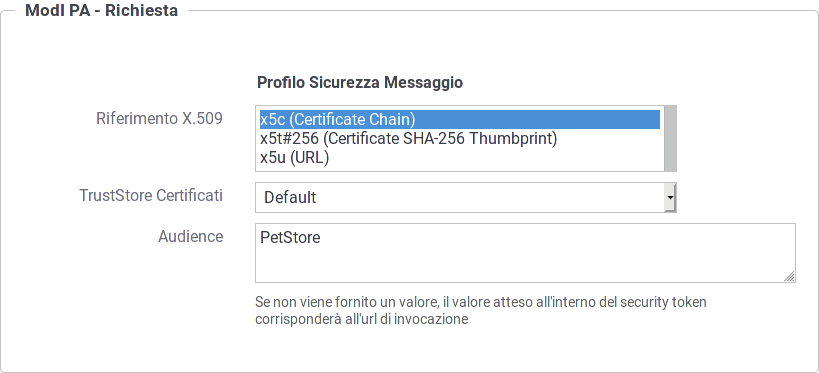 ModI PA - Richiesta
Profilo Sicurezza Messaggio
Riferimento X.509
x5c (Certificate Chain)
x5t#256 (Certificate SHA-256 Thumbprint)
x5u (URL)
TrustStore Certificati
Default
Audience
PetStore
Se non viene fornito un valore, il valore atteso all'interno del security token
corrisponderà all'url di invocazione